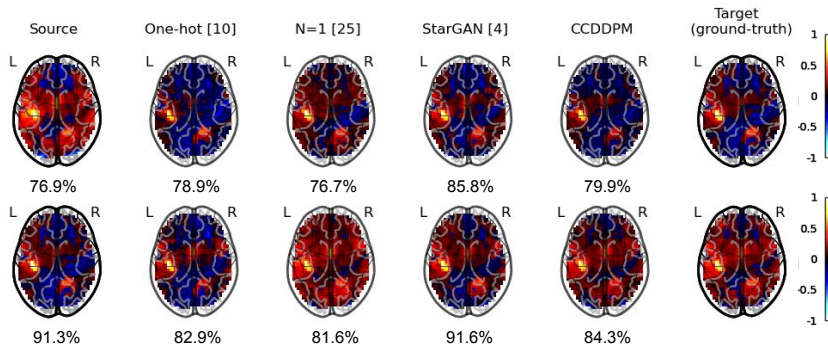 Source One-hot [10] N=1 [25] StarGAN [4] CCDDPM Target
(ground-truth)
L R L R L R L R L R L R
1
0.5
0
-0.5
-1
76.9% 78.9% 76.7% 85.8% 79.9%
L R L R L R L R L R L R
1
0.5
0
-0.5
-1
91.3% 82.9% 81.6% 91.6% 84.3%